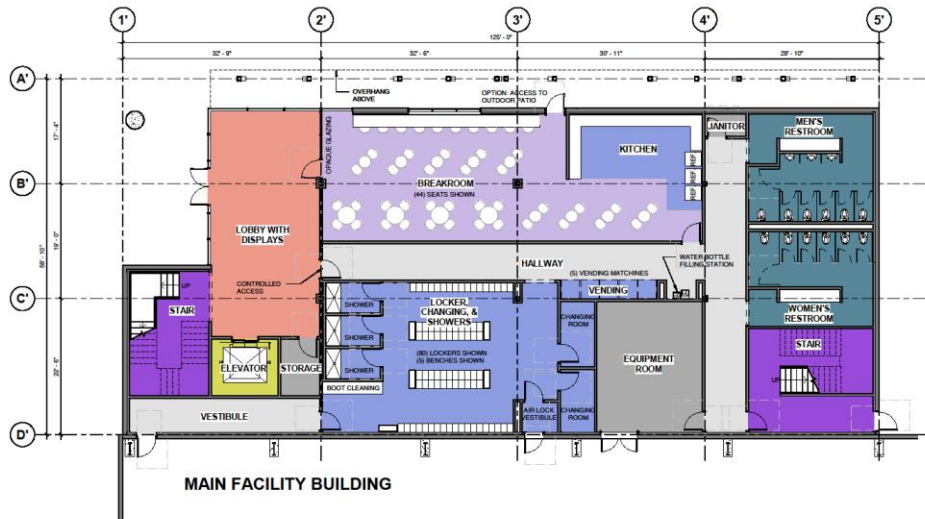 1' 2' 3' 4' 5'
125' - 0"
32' - 9" 32' - 6" 30' - 11" 28' - 10"
A'
OVERHANG
ABOVE
OPTION: ACCESS TO
OUTDOOR PATIO
17' - 4"
OPAQUE GLAZING
JANITOR
MEN'S
RESTROOM
KITCHEN
REF
REF
REF
B'
BREAKROOM
(44) SEATS SHOWN
LOBBY WITH
DISPLAYS
58' - 10"
19' - 0"
HALLWAY
WATER BOTTLE
FILLING STATION
(5) VENDING MATCHINES
VENDING
CONTROLLED
ACCESS
C'
UP
STAIR
SHOWER
SHOWER
SHOWER
LOCKER,
CHANGING, &
SHOWERS
(80) LOCKERS SHOWN
(5) BENCHES SHOWN
CHANGING
ROOM
WOMEN'S
RESTROOM
EQUIPMENT
ROOM
STAIR
UP
22' - 6"
ELEVATOR
STORAGE
BOOT CLEANING
AIR LOCK
VESTIBULE
CHANGING
ROOM
VESTIBULE
D'
MAIN FACILITY BUILDING